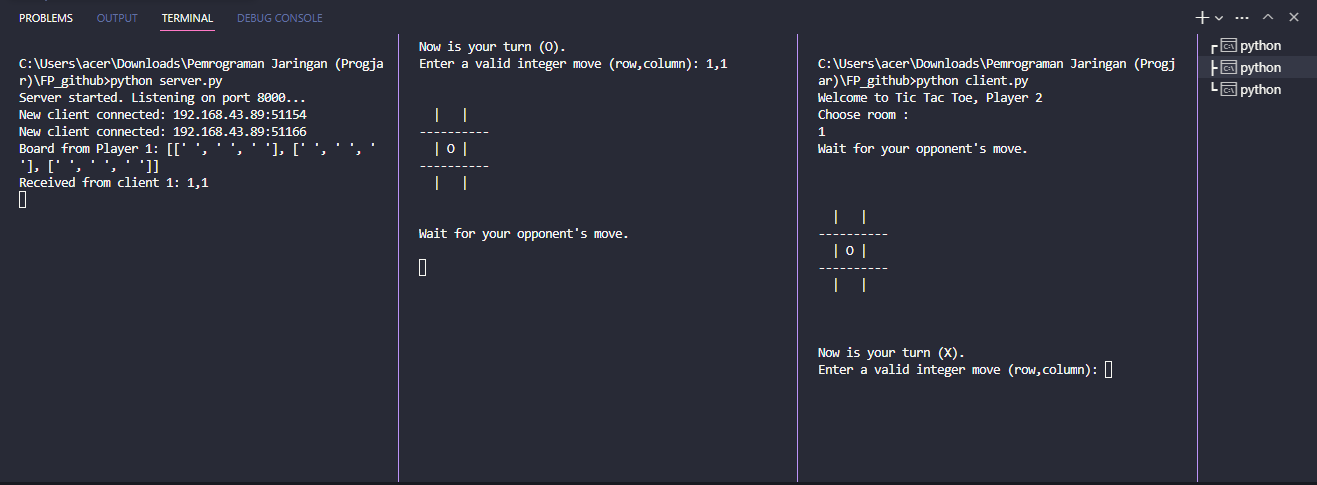 PROBLEMS OUTPUT TERMINAL DEBUG CONSOLE
C:\Users\acer\Downloads\Pemrograman Jaringan (Progja
r)\FP_github>python server.py
Server started. Listening on port 8000...
New client connected: 192.168.43.89:51154
New client connected: 192.168.43.89:51166
Board from Player 1: [[' ', ' ', ' '], [' ', ' ', '
'], [' ', ' ', ' ']]
Received from client 1: 1,1
Now is your turn (O).
Enter a valid integer move (row,column): 1,1
  |   |
----------
  | O |
----------
  |   |
Wait for your opponent's move.
C:\Users\acer\Downloads\Pemrograman Jaringan (Progj
ar)\FP_github>python client.py
Welcome to Tic Tac Toe, Player 2
Choose room :
1
Wait for your opponent's move.
  |   |
----------
  | O |
----------
  |   |
Now is your turn (X).
Enter a valid integer move (row,column):
python
python
python